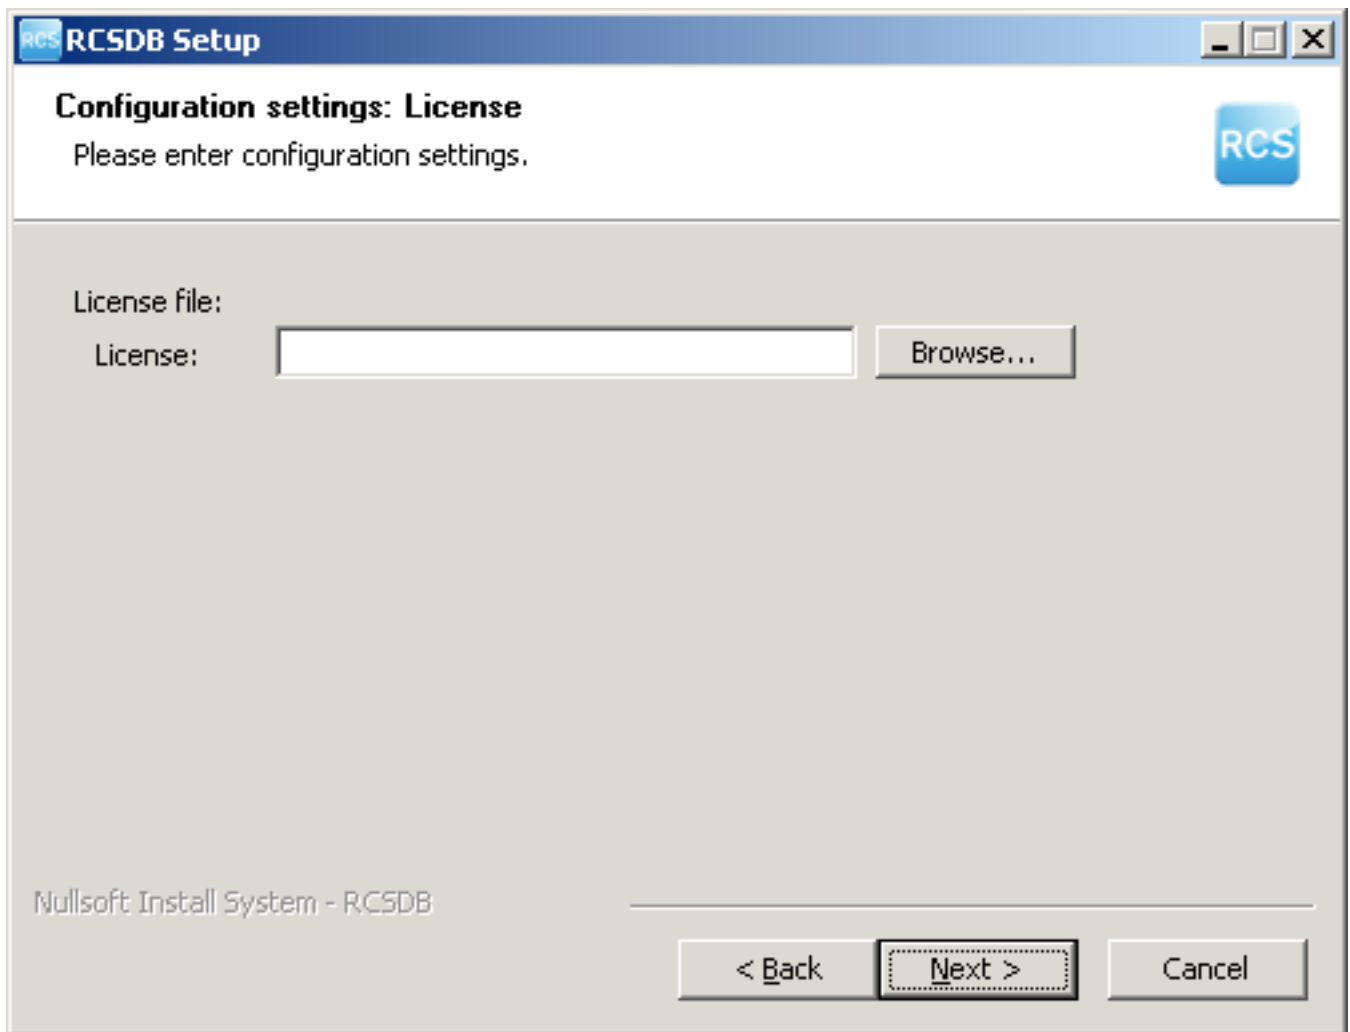 RCS RCSDB Setup
Configuration settings: License
Please enter configuration settings.
RCS
License file:
License:
Browse...
Nullsoft Install System - RCSDB
< Back
Next >
Cancel